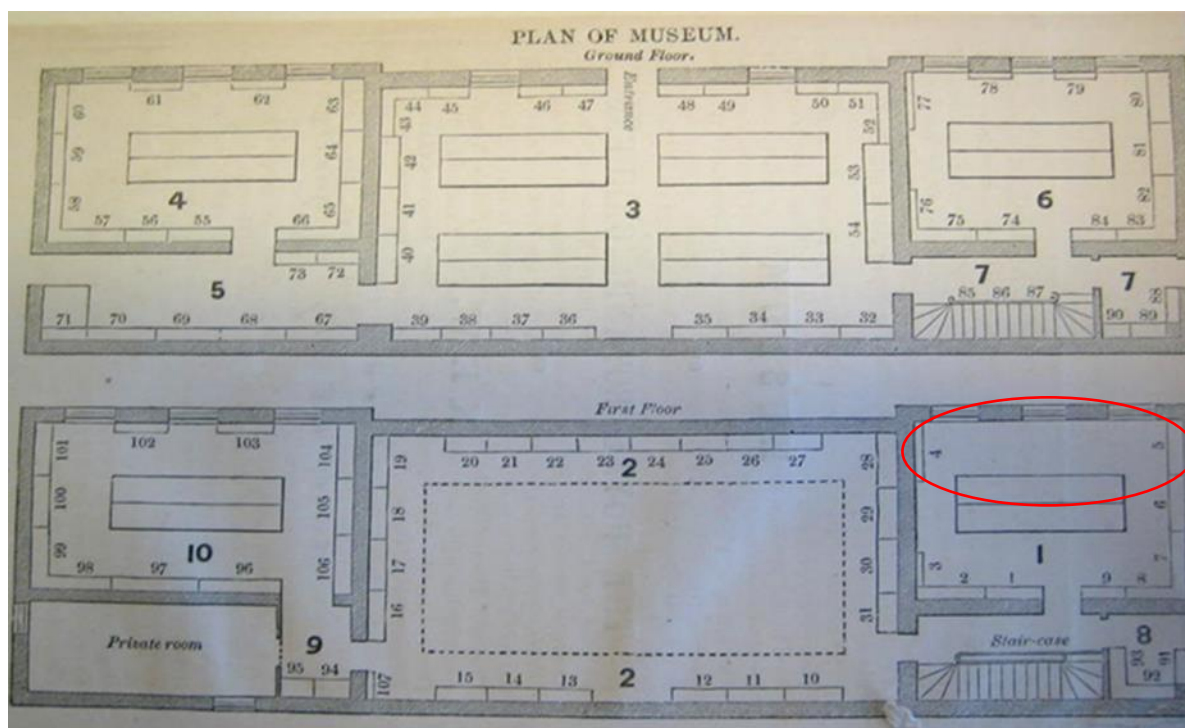 PLAN OF MUSEUM.
Ground Floor.
Entrance
61 62
60 63
59 64
58 65
57 56 55 66
4
73 72
5
71 70 69 68 67
44 45 46 47 48 49 50 51
43 52
42 53
41 54
40
3
39 38 37 36 35 34 33 32
77 78 79 80
81
76 82
75 74 84 83
6
7 7
85 86 87 88
90 89
First Floor
101 102 103 104
100 105
99 106
98 97 96
10
Private room
9
95 94
107
19 20 21 22 23 24 25 26 27 28
2
18 29
17 30
16 31
15 14 13 2 12 11 10
4 5
6
3 7
2 1 9 8
1
Stair-case
8
93 91
92